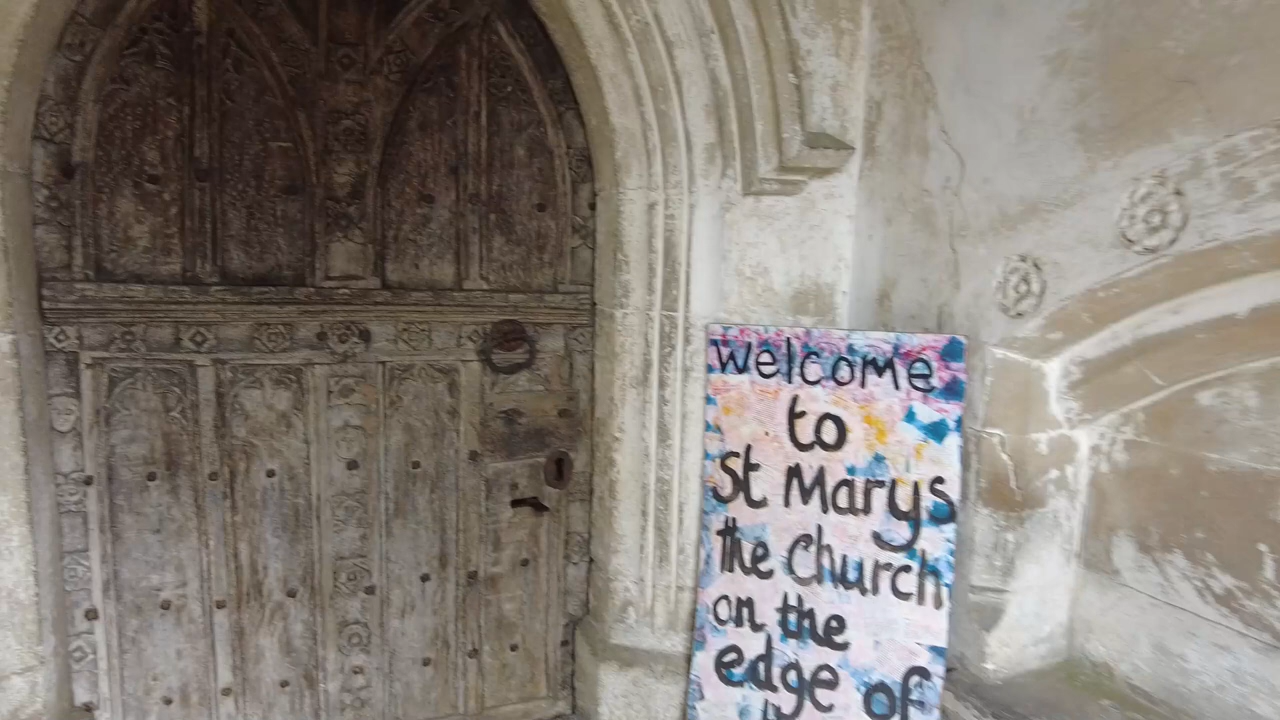 Welcome
to
St Marys
the Church
on the
edge of